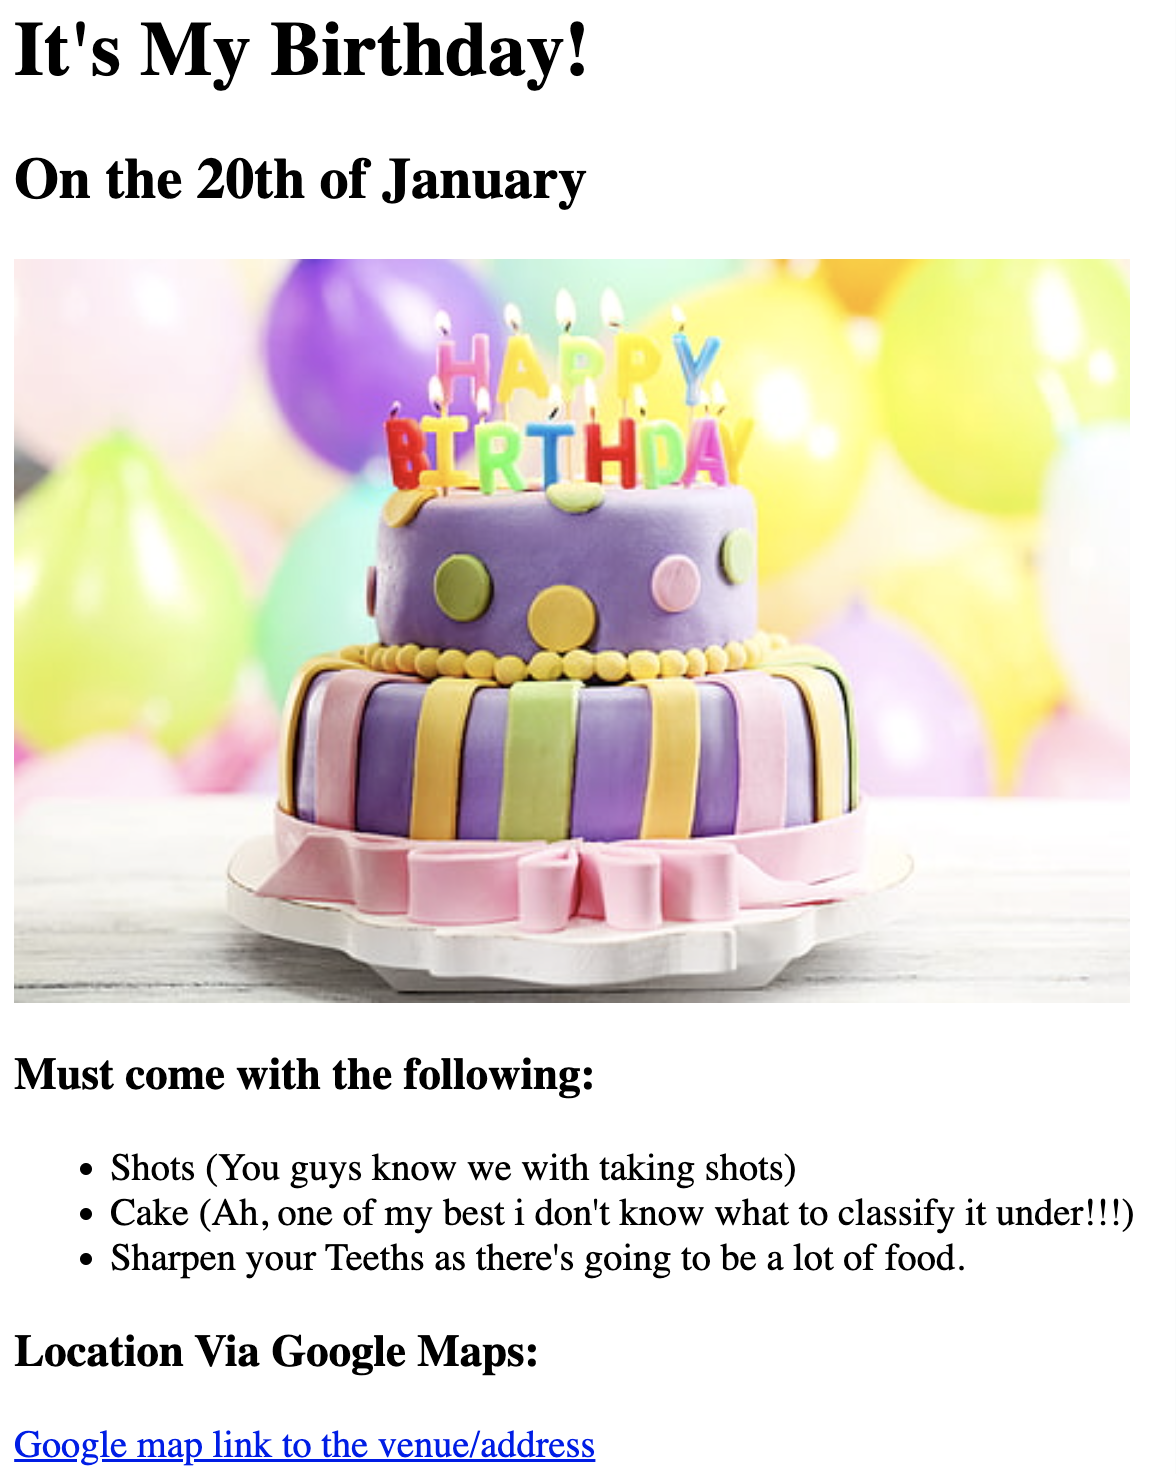 It's My Birthday!
On the 20th of January
HAPPY
BIRTHDAY
Must come with the following:
Shots (You guys know we with taking shots)
Cake (Ah, one of my best i don't know what to classify it under!!!)
Sharpen your Teeths as there's going to be a lot of food.
Location Via Google Maps:
Google map link to the venue/address